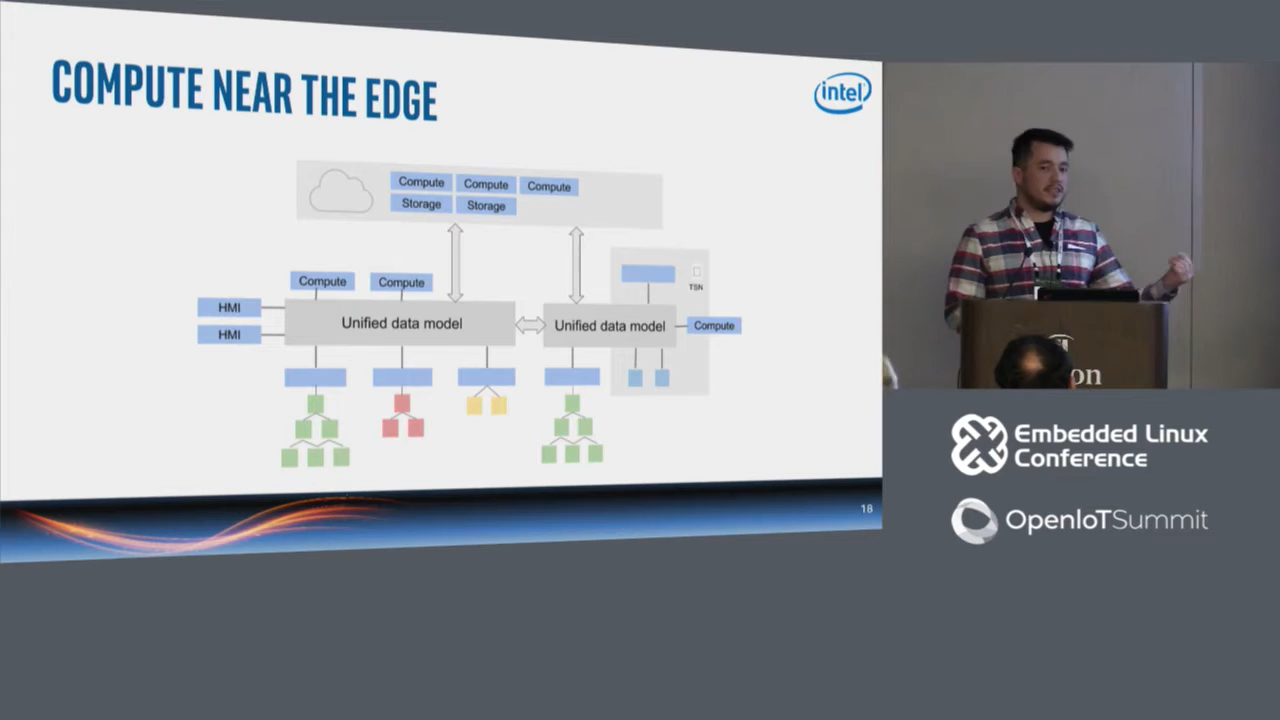 COMPUTE NEAR THE EDGE
intel
Compute
Compute
Compute
Storage
Storage
Compute
Compute
TSN
HMI
HMI
Unified data model
Unified data model
Compute
18
on
Embedded Linux
Conference
OpenIoTSummit